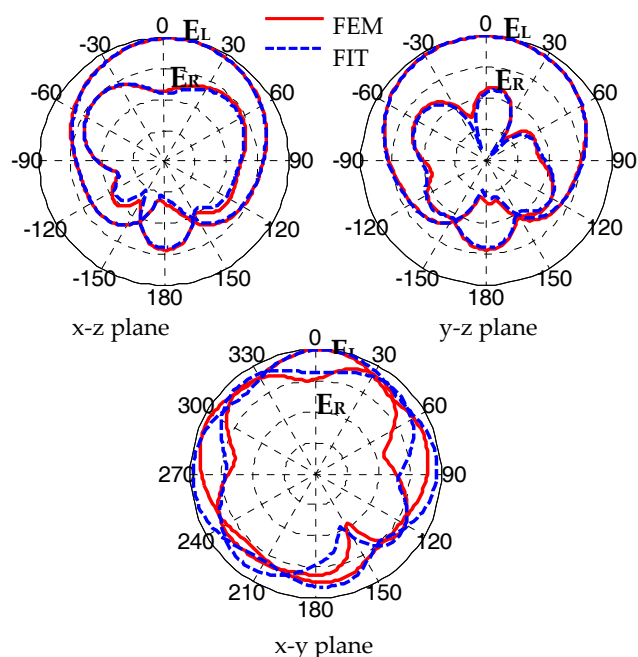 0 EL FEM 0 EL
-30 30 FIT -30 30
ER ER
-60 60 -60 60
-90 90 -90 90
-120 120 -120 120
-150 150 -150 150
180 180
x-z plane y-z plane
0
330 EL 30
300 ER 60
270 90
240 120
210 150
180
x-y plane